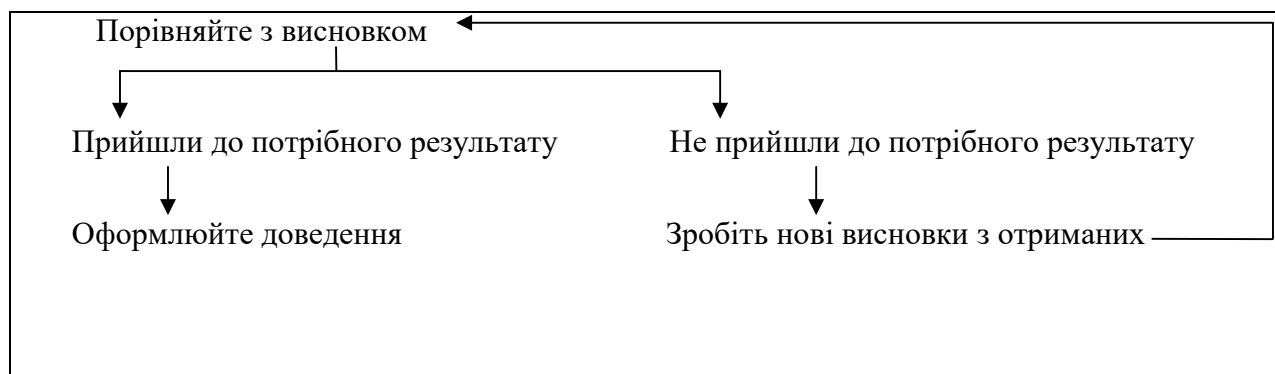 Порівняйте з висновком
Прийшли до потрібного результату
Не прийшли до потрібного результату
Оформлюйте доведення
Зробіть нові висновки з отриманих